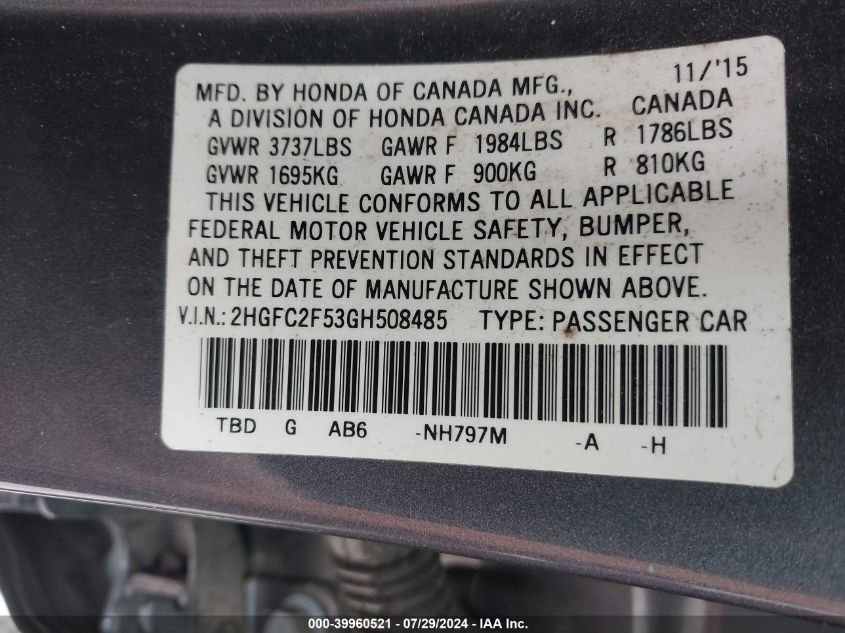 11/'15
MFD. BY HONDA OF CANADA MFG.,
A DIVISION OF HONDA CANADA INC. CANADA
GVWR 3737LBS GAWR F 1984LBS R 1786LBS
GVWR 1695KG GAWR F 900KG R 810KG
THIS VEHICLE CONFORMS TO ALL APPLICABLE
FEDERAL MOTOR VEHICLE SAFETY, BUMPER,
AND THEFT PREVENTION STANDARDS IN EFFECT
ON THE DATE OF MANUFACTURE SHOWN ABOVE.
V.I.N.: 2HGFC2F53GH508485 TYPE: PASSENGER CAR
TBD G AB6 -NH797M -A -H
000-39960521 - 07/29/2024 - IAA Inc.